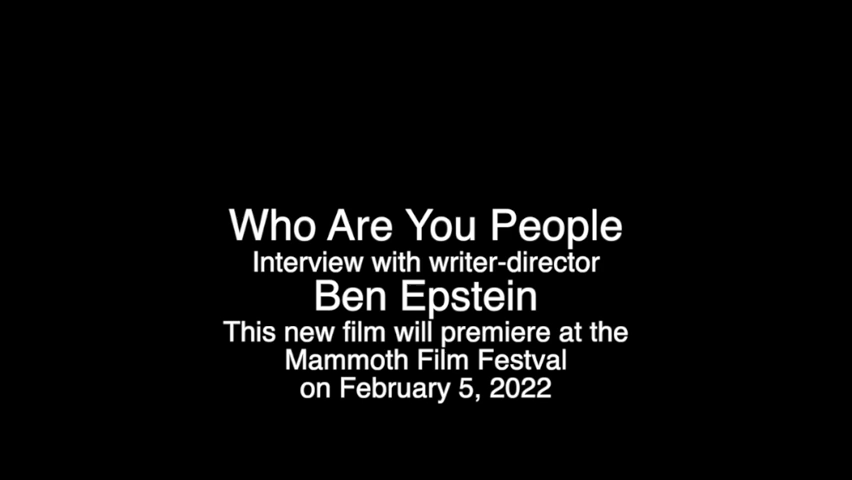 Who Are You People
Interview with writer-director
Ben Epstein
This new film will premiere at the
Mammoth Film Festval
on February 5, 2022